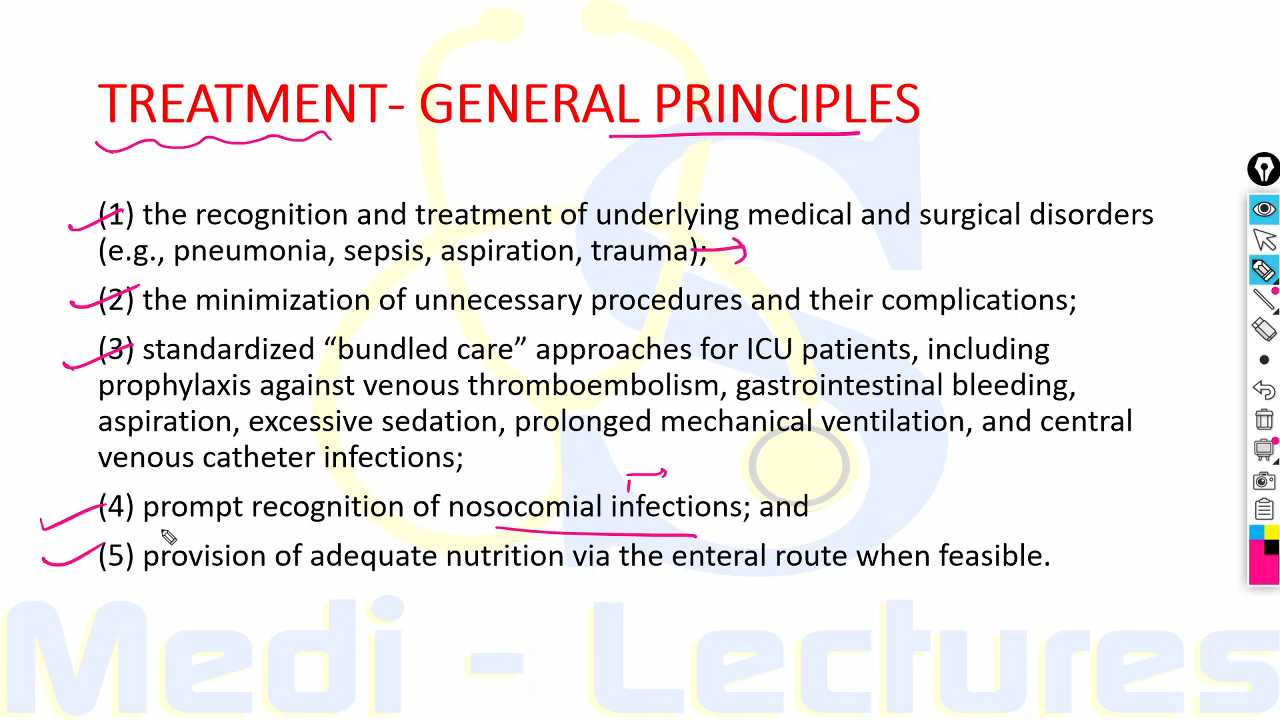 TREATMENT- GENERAL PRINCIPLES
(1) the recognition and treatment of underlying medical and surgical disorders
(e.g., pneumonia, sepsis, aspiration, trauma);
(2) the minimization of unnecessary procedures and their complications;
(3) standardized “bundled care” approaches for ICU patients, including
prophylaxis against venous thromboembolism, gastrointestinal bleeding,
aspiration, excessive sedation, prolonged mechanical ventilation, and central
venous catheter infections;
(4) prompt recognition of nosocomial infections; and
(5) provision of adequate nutrition via the enteral route when feasible.
Medi - Lectures